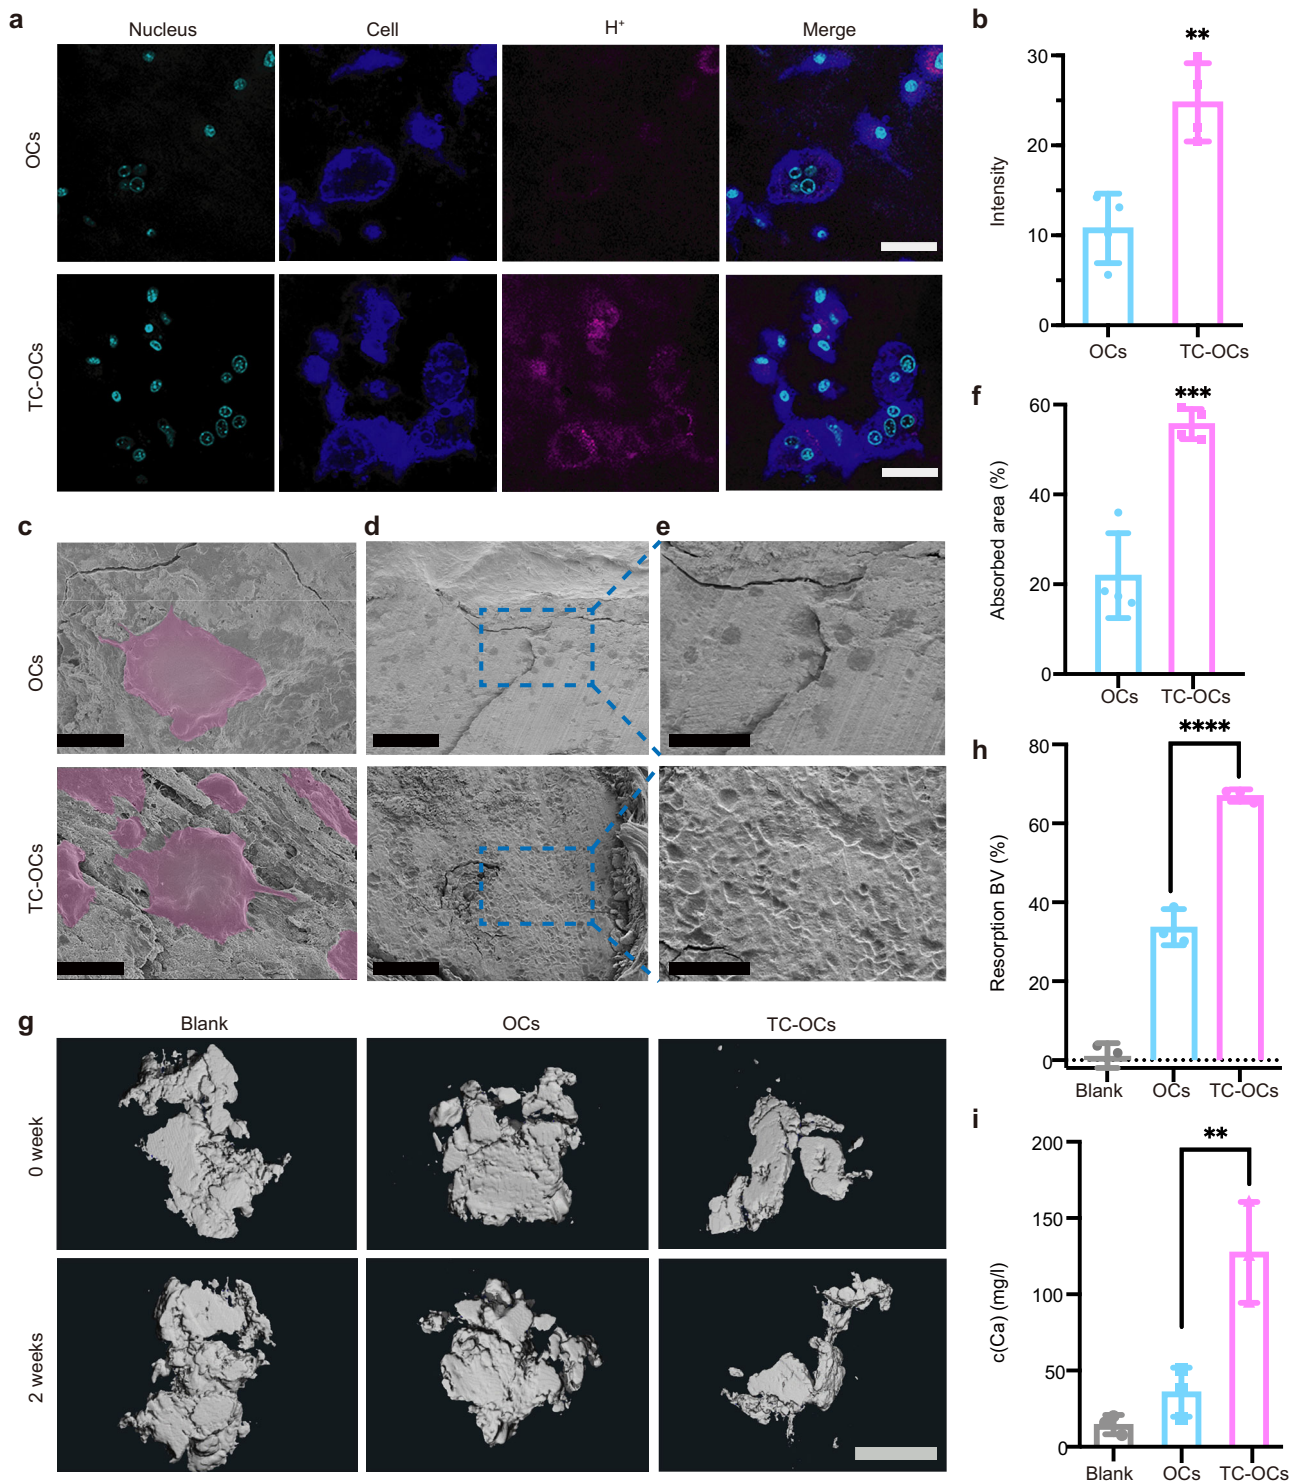 a
Nucleus
Cell
H⁺
Merge
OCs
TC-OCs
b
**
Intensity
30
20
10
0
OCs
TC-OCs
c
d
e
OCs
TC-OCs
f
***
Absorbed area (%)
60
40
20
0
OCs
TC-OCs
g
Blank
OCs
TC-OCs
0 week
2 weeks
h
****
Resorption BV (%)
80
60
40
20
0
Blank
OCs
TC-OCs
i
**
c(Ca) (mg/l)
200
150
100
50
0
Blank
OCs
TC-OCs